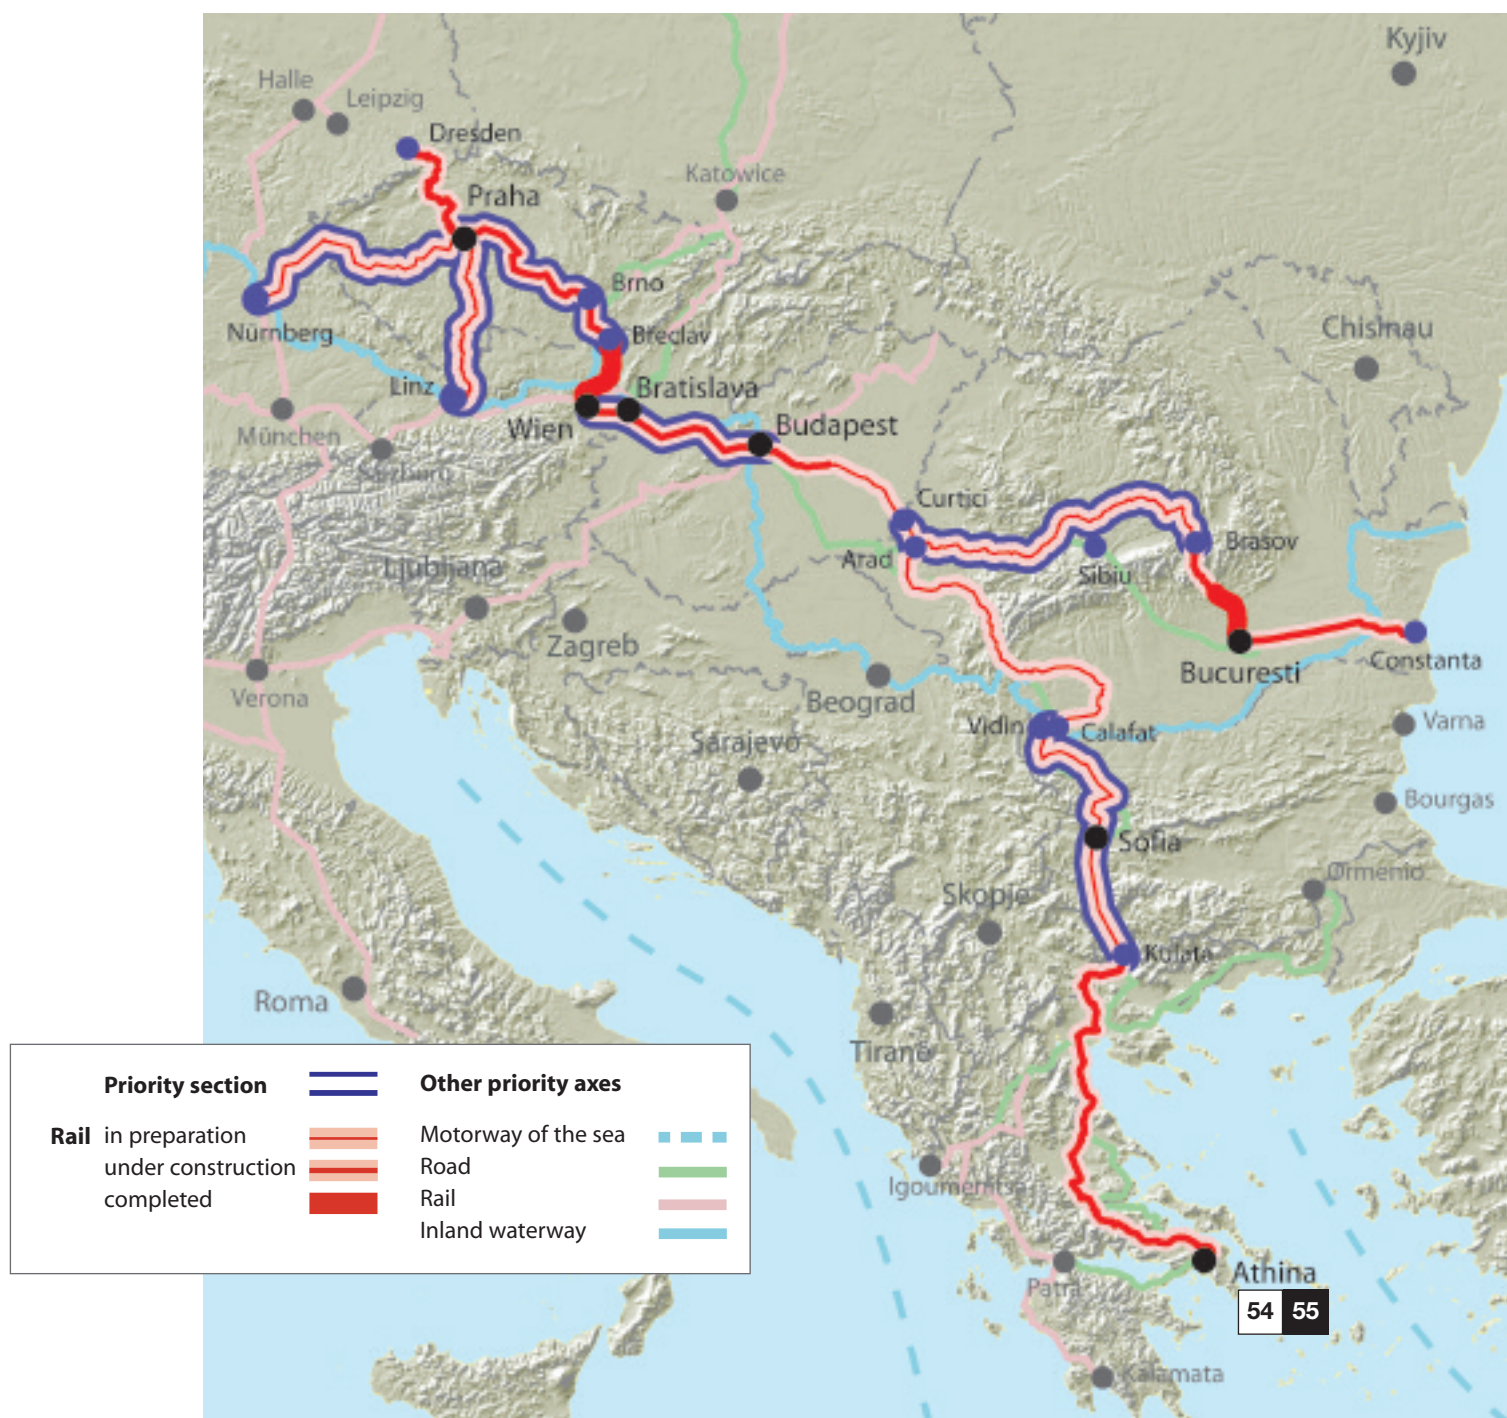 Kyjiv
Halle
Leipzig
Dresden
Katowice
Praha
Brno
Nürnberg
Břeclav
Chisinau
Linz
Bratislava
Wien
Budapest
München
Salzburg
Curtici
Arad
Sibiu
Brasov
Ljubljana
Zagreb
Verona
Beograd
Bucuresti
Constanta
Vidin
Calafat
Varna
Sarajevo
Bourgas
Sofia
Ormenio
Skopje
Kulata
Roma
Tirane
Igoumenitsa
Patra
Athina
54 55
Kalamata
Priority section
Rail in preparation
under construction
completed
Other priority axes
Motorway of the sea
Road
Rail
Inland waterway